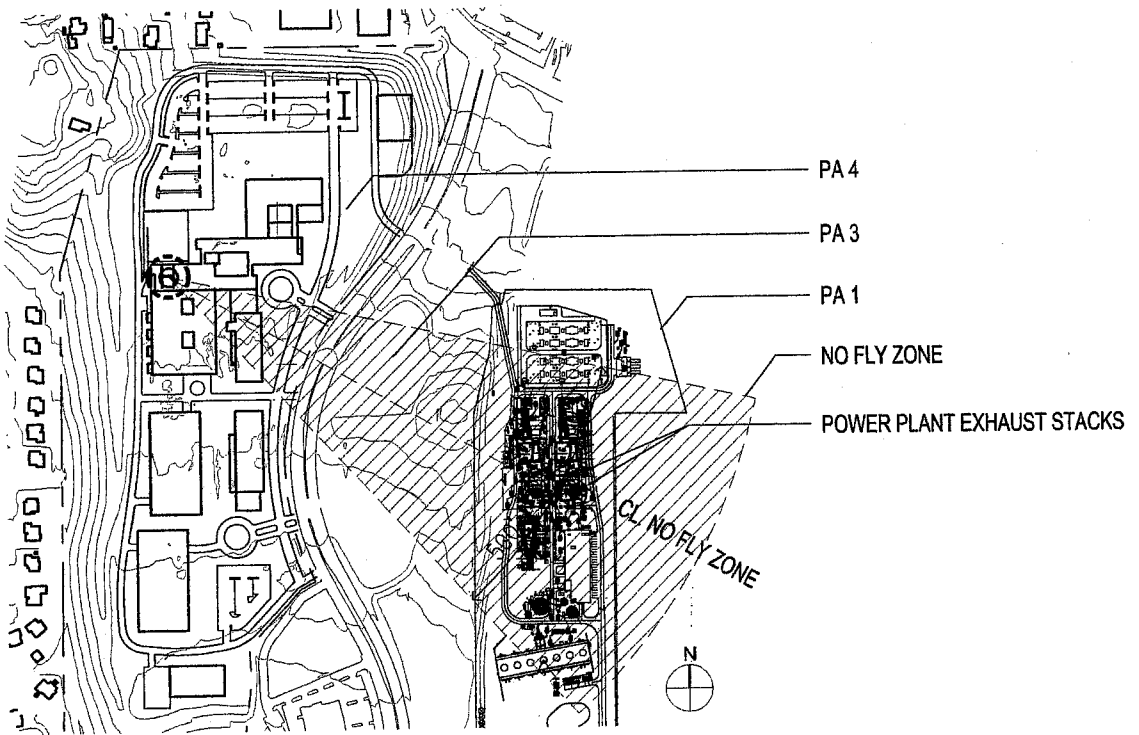 PA 4
PA 3
PA 1
NO FLY ZONE
POWER PLANT EXHAUST STACKS
CL NO FLY ZONE
N